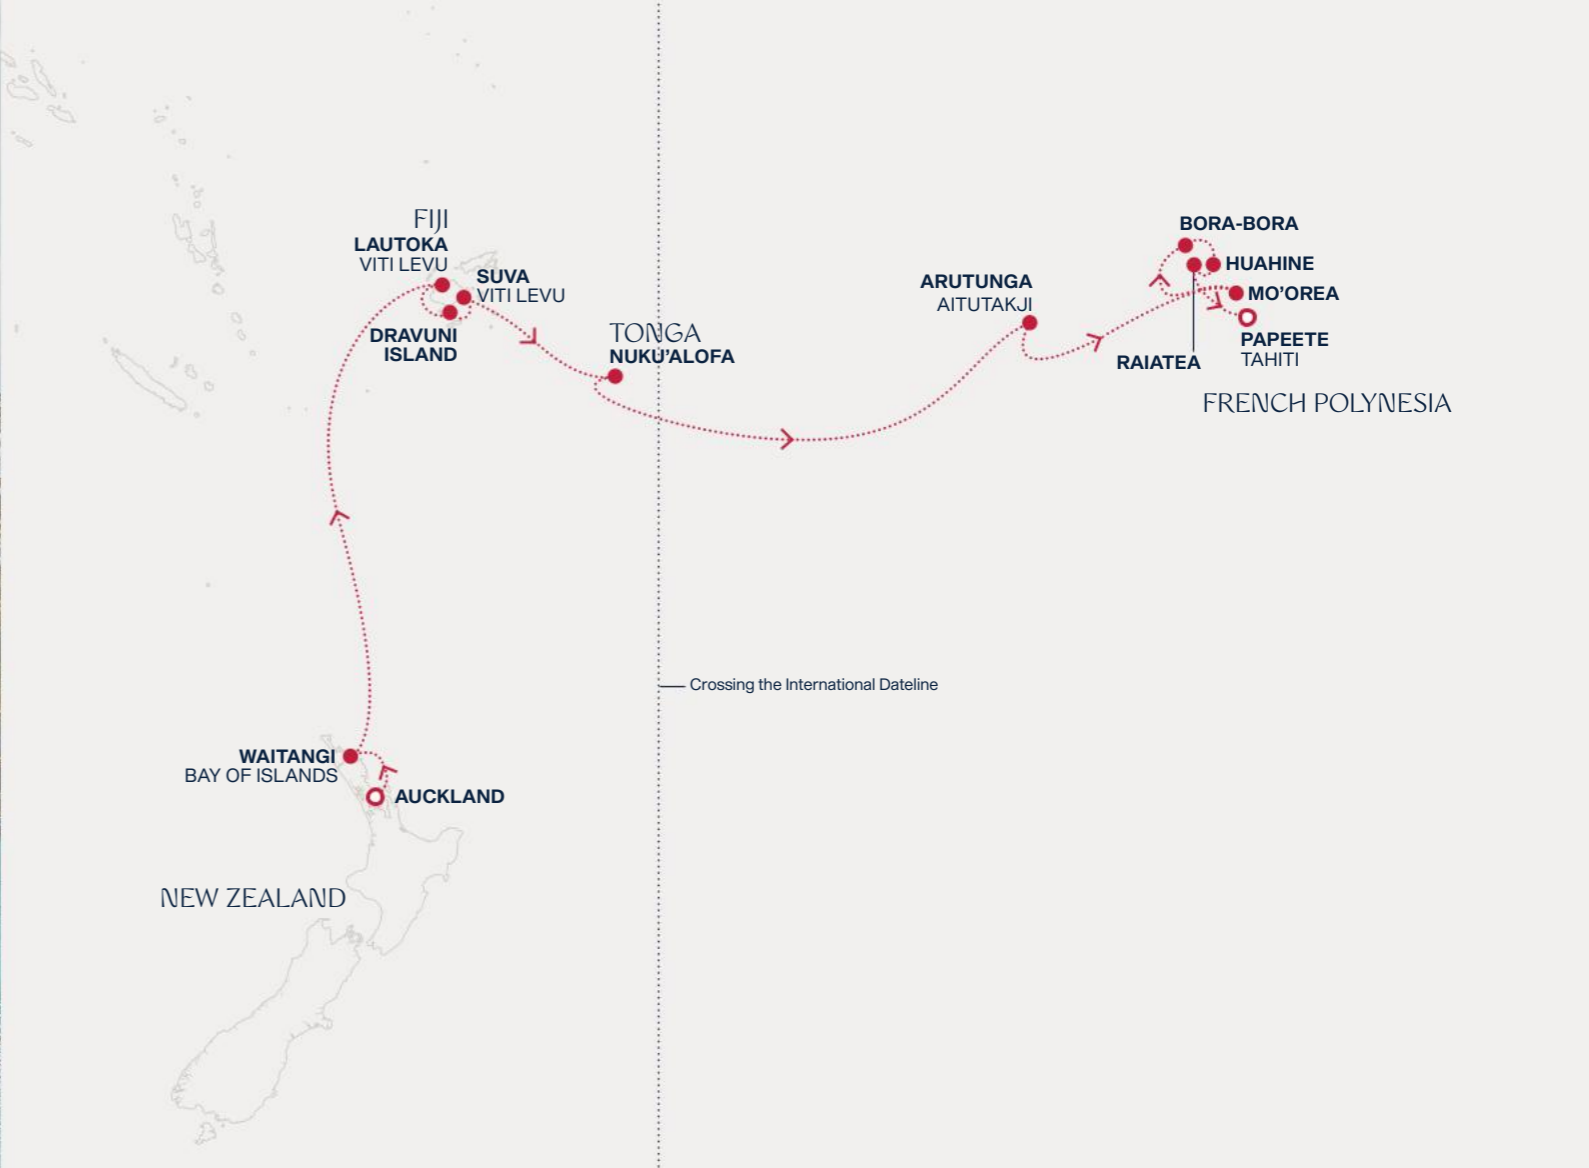 BORA-BORA
FIJI
LAUTOKA
VITI LEVU
SUVA
VITI LEVU
DRAVUNI
ISLAND
TONGA
NUKU’ALOFA
ARUTUNGA
AITUTAKJI
HUAHINE
MO’OREA
PAPEETE
TAHITI
RAIATEA
FRENCH POLYNESIA
Crossing the International Dateline
WAITANGI
BAY OF ISLANDS
AUCKLAND
NEW ZEALAND